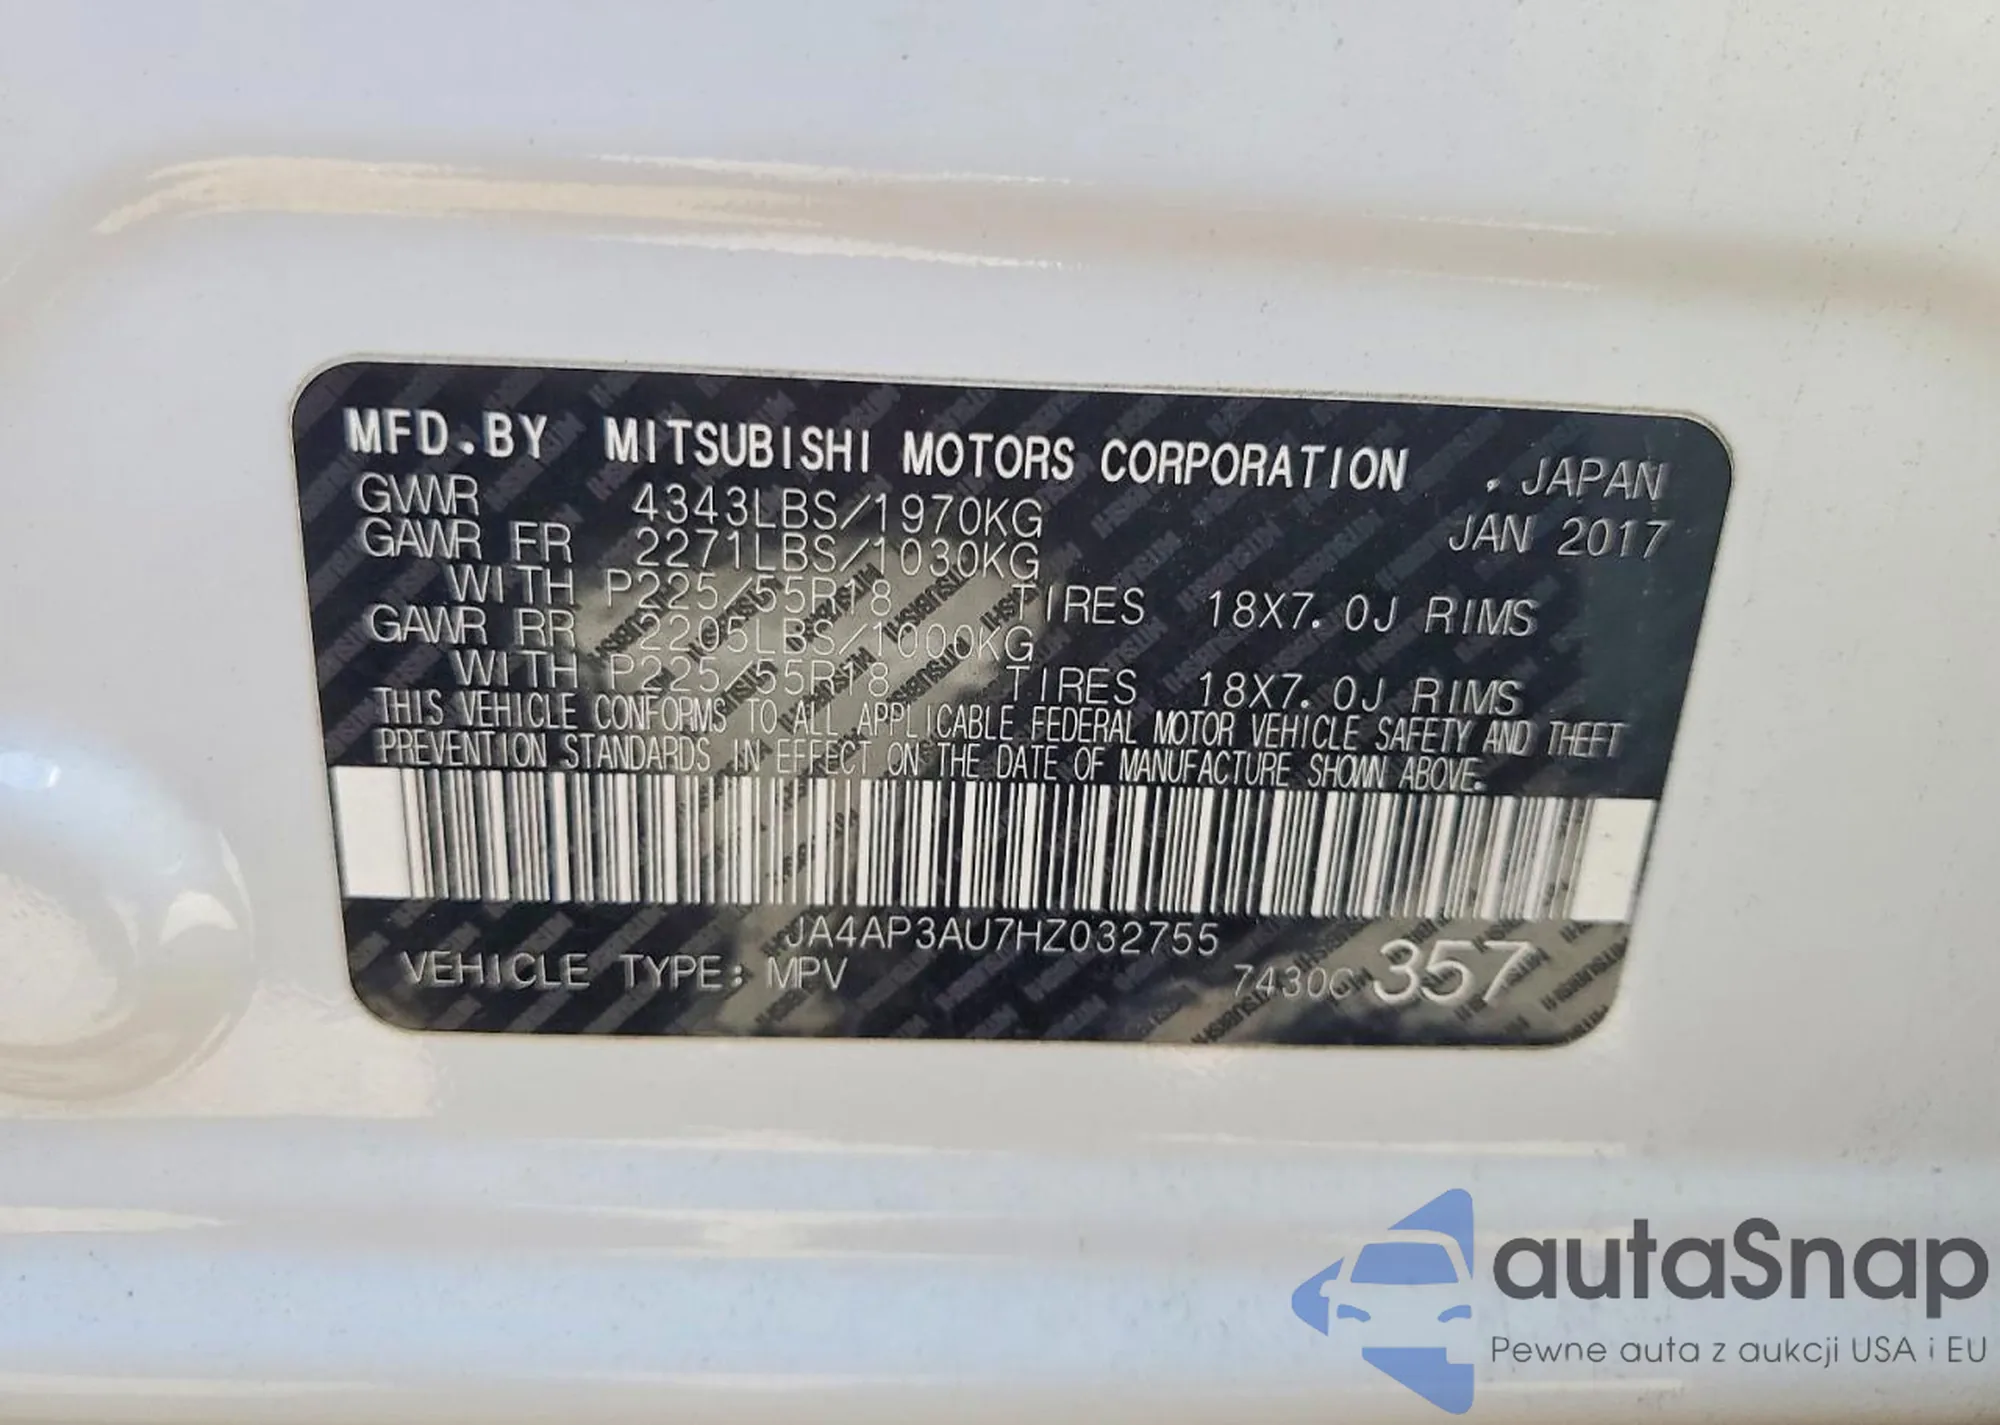 MFD.BY MITSUBISHI MOTORS CORPORATION . JAPAN
GVWR 4343LBS/1970KG JAN 2017
GAWR FR 2271LBS/1030KG
WITH P225/55R18 TIRES 18X7.0J RIMS
GAWR RR 2205LBS/1000KG
WITH P225/55R18 TIRES 18X7.0J RIMS
THIS VEHICLE CONFORMS TO ALL APPLICABLE FEDERAL MOTOR VEHICLE SAFETY AND THEFT
PREVENTION STANDARDS IN EFFECT ON THE DATE OF MANUFACTURE SHOWN ABOVE.
JA4AP3AU7HZ032755
VEHICLE TYPE: MPV 7430C 357
autaSnap
Pewne auta z aukcji USA i EU